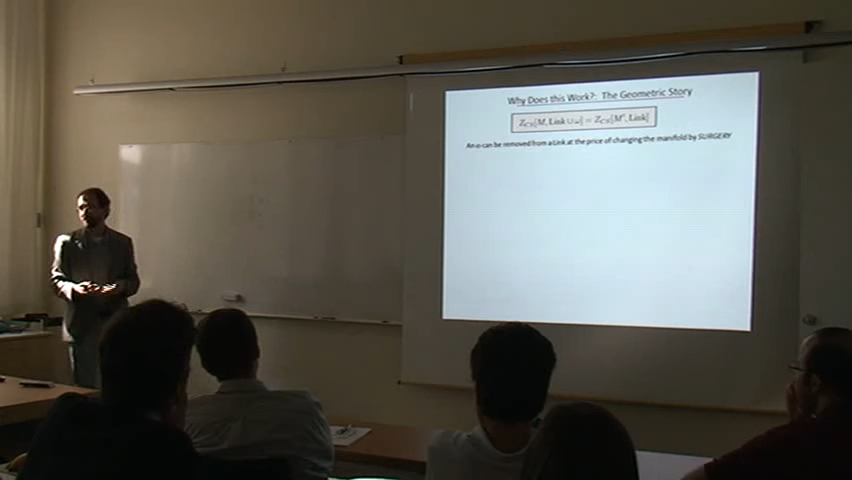 Why Does this Work?: The Geometric Story
Z_CS[M, Link ∪ ω] = Z_CS[M', Link]
An ω can be removed from a Link at the price of changing the manifold by SURGERY